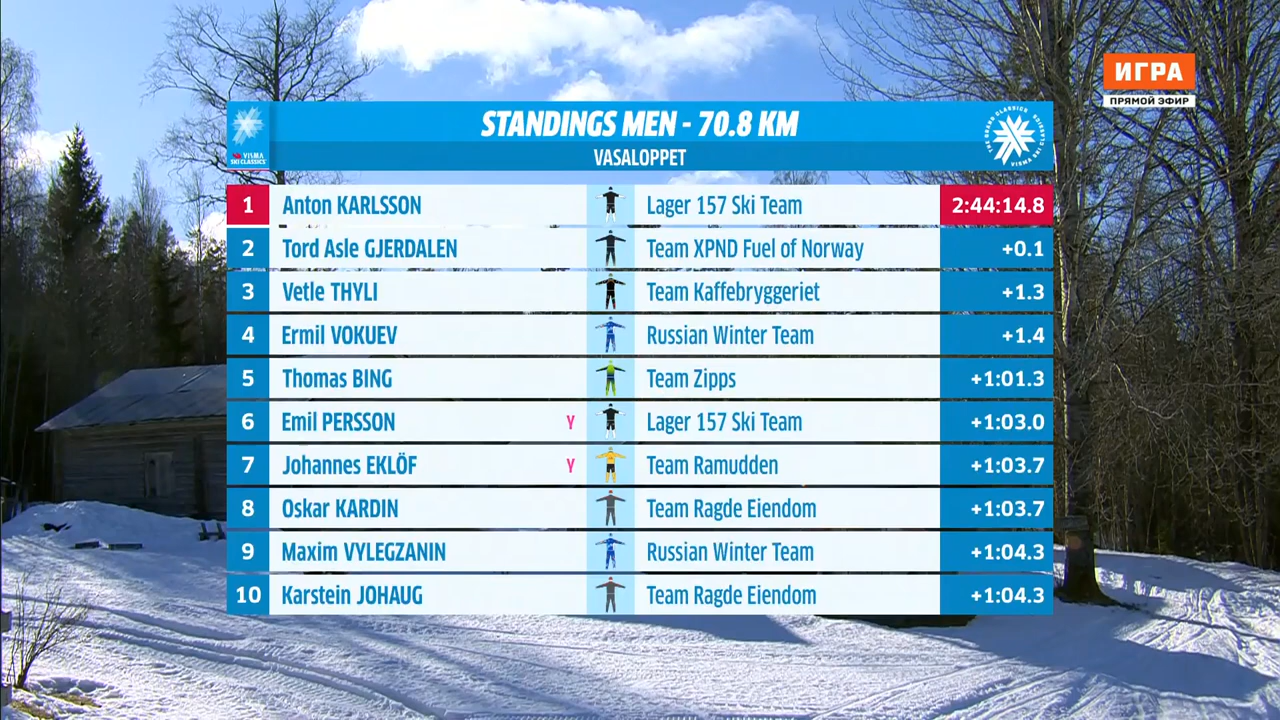 ИГРА
ПРЯМОЙ ЭФИР
STANDINGS MEN - 70.8 KM
VASALOPPET
VISMA
SKI CLASSICS
1 Anton KARLSSON Lager 157 Ski Team 2:44:14.8
2 Tord Asle GJERDALEN Team XPND Fuel of Norway +0.1
3 Vetle THYLI Team Kaffebryggeriet +1.3
4 Ermil VOKUEV Russian Winter Team +1.4
5 Thomas BING Team Zipps +1:01.3
6 Emil PERSSON Y Lager 157 Ski Team +1:03.0
7 Johannes EKLÖF Y Team Ramudden +1:03.7
8 Oskar KARDIN Team Ragde Eiendom +1:03.7
9 Maxim VYLEGZANIN Russian Winter Team +1:04.3
10 Karstein JOHAUG Team Ragde Eiendom +1:04.3